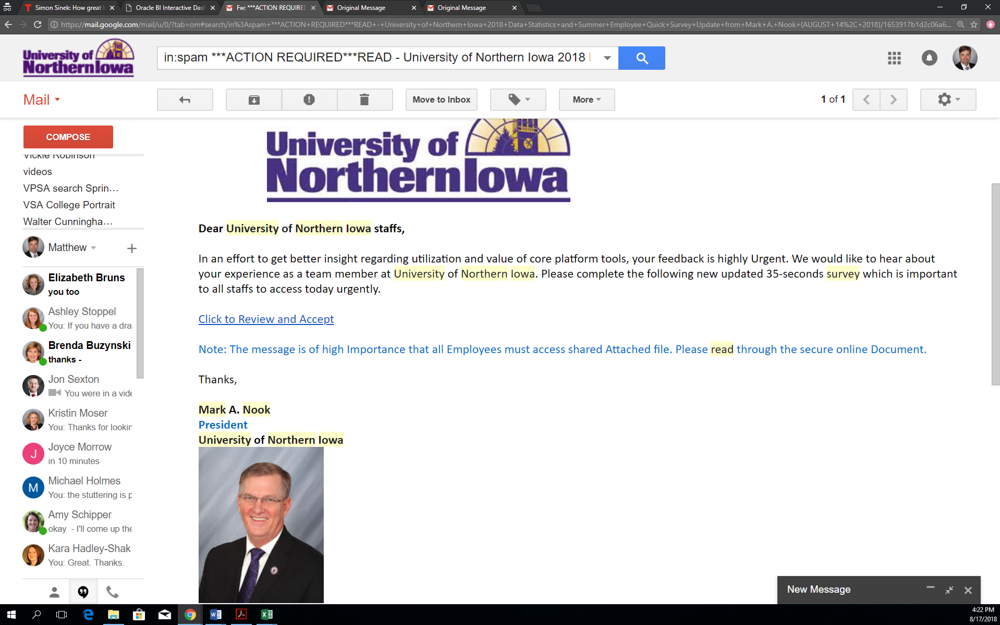 Simon Sinek: How great l
Oracle BI Interactive Das
Fw: ***ACTION REQUIRE
Original Message
Original Message
https://mail.google.com/mail/u/0/?tab=om#search/in%3Aspam+***ACTION+REQUIRED***READ+-+University+of+Northern+Iowa+2018+Data+Statistics+and+Summer+Employee+Quick+Survey+Update+from+Mark+A.+Nook+(AUGUST+14%2C+2018)/1653917b1d2c06a6...
University of
Northern Iowa
in:spam ***ACTION REQUIRED***READ - University of Northern Iowa 2018
Mail
Move to Inbox
More
1 of 1
COMPOSE
Vickie Robinson
videos
VPSA search Sprin…
VSA College Portrait
Walter Cunningha…
Matthew
Elizabeth Bruns
you too
Ashley Stoppel
You: If you have a dra
Brenda Buzynski
thanks -
Jon Sexton
You were in a vide
Kristin Moser
You: Thanks for lookin
J
Joyce Morrow
in 10 minutes
M
Michael Holmes
You: the stuttering is p
Amy Schipper
okay - I'll come up the
Kara Hadley-Shak
You: Great. Thanks.
University of
Northern Iowa
Dear University of Northern Iowa staffs,
In an effort to get better insight regarding utilization and value of core platform tools, your feedback is highly Urgent. We would like to hear about
your experience as a team member at University of Northern Iowa. Please complete the following new updated 35-seconds survey which is important
to all staffs to access today urgently.
Click to Review and Accept
Note: The message is of high Importance that all Employees must access shared Attached file. Please read through the secure online Document.
Thanks,
Mark A. Nook
President
University of Northern Iowa
New Message
4:22 PM
8/17/2018